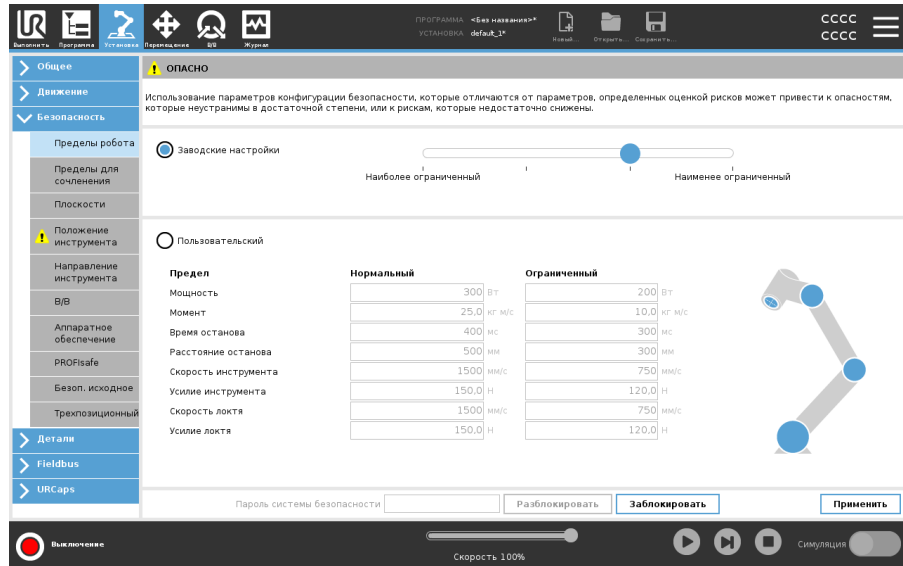 ПРОГРАММА <Без названия>*
УСТАНОВКА default_1*
Выполнить Программа Установка Перемещение В/В Журнал
Новый... Открыть... Сохранить...
CCCC
CCCC
Общее
Движение
Безопасность
Пределы робота
Пределы для
сочленения
Плоскости
Положение
инструмента
Направление
инструмента
В/В
Аппаратное
обеспечение
PROFIsafe
Безоп. исходное
Трехпозиционный
Детали
Fieldbus
URCaps
ОПАСНО
Использование параметров конфигурации безопасности, которые отличаются от параметров, определенных оценкой рисков может привести к опасностям,
которые неустранимы в достаточной степени, или к рискам, которые недостаточно снижены.
Заводские настройки
Наиболее ограниченный Наименее ограниченный
Пользовательский
Предел Нормальный Ограниченный
Мощность 300 Вт 200 Вт
Момент 25,0 кг м/с 10,0 кг м/с
Время останова 400 мс 300 мс
Расстояние останова 500 мм 300 мм
Скорость инструмента 1500 мм/с 750 мм/с
Усилие инструмента 150,0 Н 120,0 Н
Скорость локтя 1500 мм/с 750 мм/с
Усилие локтя 150,0 Н 120,0 Н
Пароль системы безопасности Разблокировать Заблокировать Применить
Выключение
Скорость 100%
Симуляция